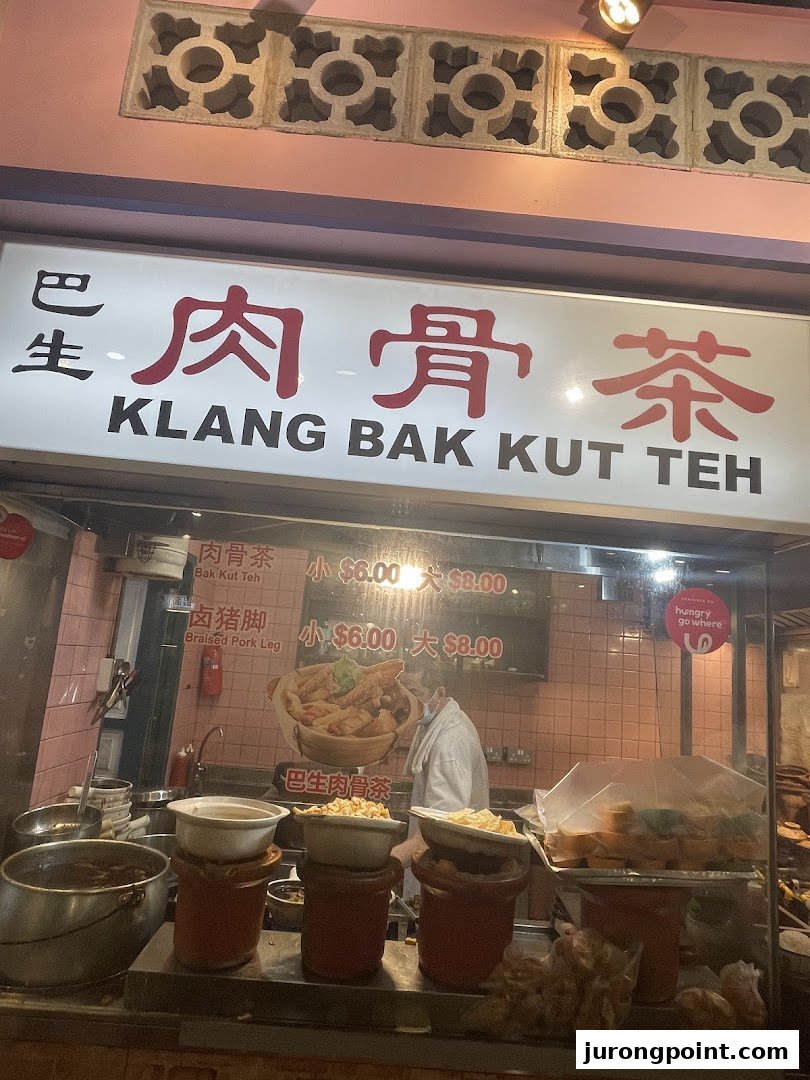 巴生
肉骨茶
KLANG BAK KUT TEH
肉骨茶 小 $6.00 大 $8.00
Bak Kut Teh
卤猪脚 小 $6.00 大 $8.00
Braised Pork Leg
hungry
go where
巴生肉骨茶
jurongpoint.com